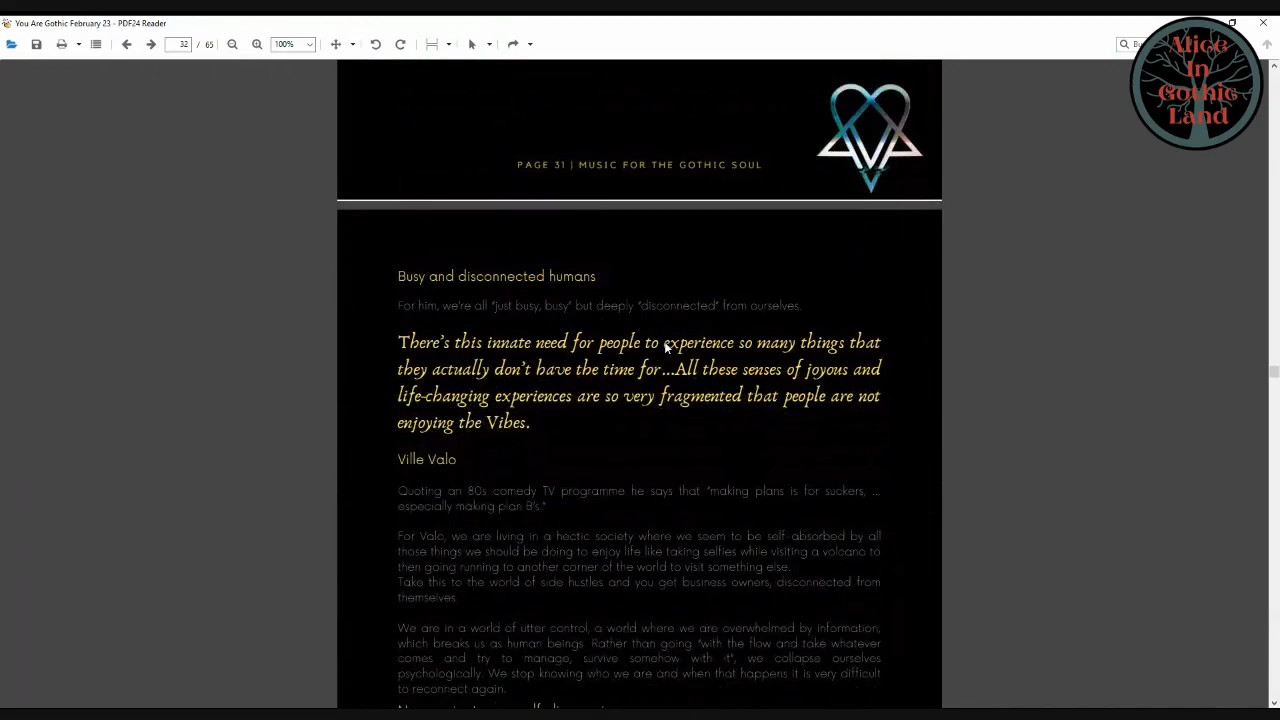 You Are Gothic February 23 - PDF24 Reader
32 / 65
100%
Alice
In
Gothic
Land
PAGE 31 | MUSIC FOR THE GOTHIC SOUL
Busy and disconnected humans
For him, we're all "just busy, busy" but deeply "disconnected" from ourselves.
There's this innate need for people to experience so many things that
they actually don't have the time for...All these senses of joyous and
life-changing experiences are so very fragmented that people are not
enjoying the Vibes.
Ville Valo
Quoting an 80s comedy TV programme he says that "making plans is for suckers, ...
especially making plan B's."
For Valo, we are living in a hectic society where we seem to be self-absorbed by all
those things we should be doing to enjoy life like taking selfies while visiting a volcano to
then going running to another corner of the world to visit something else.
Take this to the world of side hustles and you get business owners, disconnected from
themselves.
We are in a world of utter control, a world where we are overwhelmed by information,
which breaks us as human beings. Rather than going "with the flow and take whatever
comes and try to manage, survive somehow with it", we collapse ourselves
psychologically. We stop knowing who we are and when that happens it is very difficult
to reconnect again.